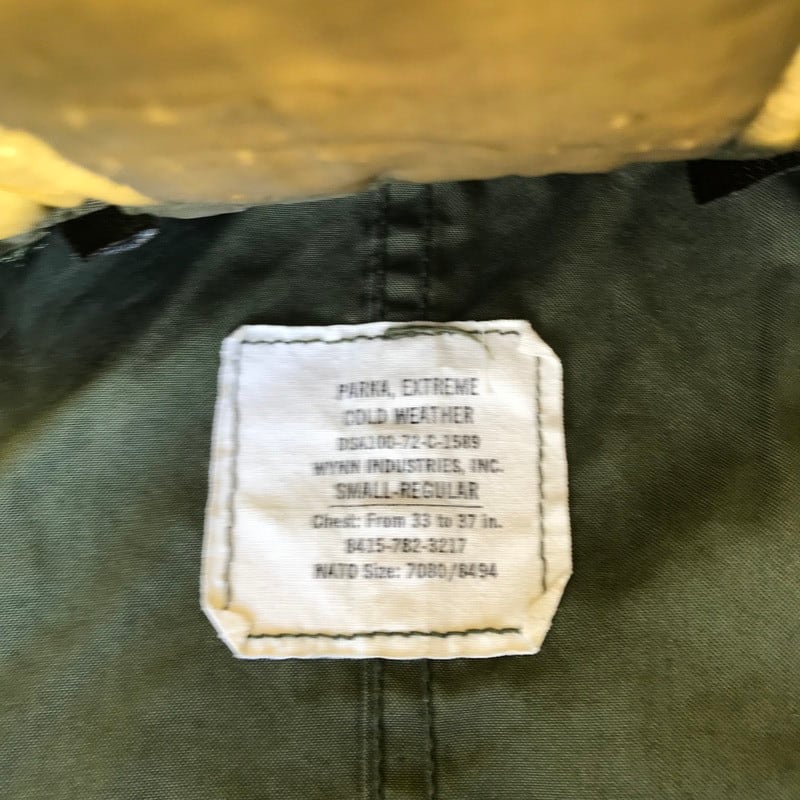 PARKA, EXTREME
COLD WEATHER
DSA100-72-C-1589
WYNN INDUSTRIES, INC.
SMALL-REGULAR
Chest: From 33 to 37 in.
8415-782-3217
NATO Size: 7080/8494